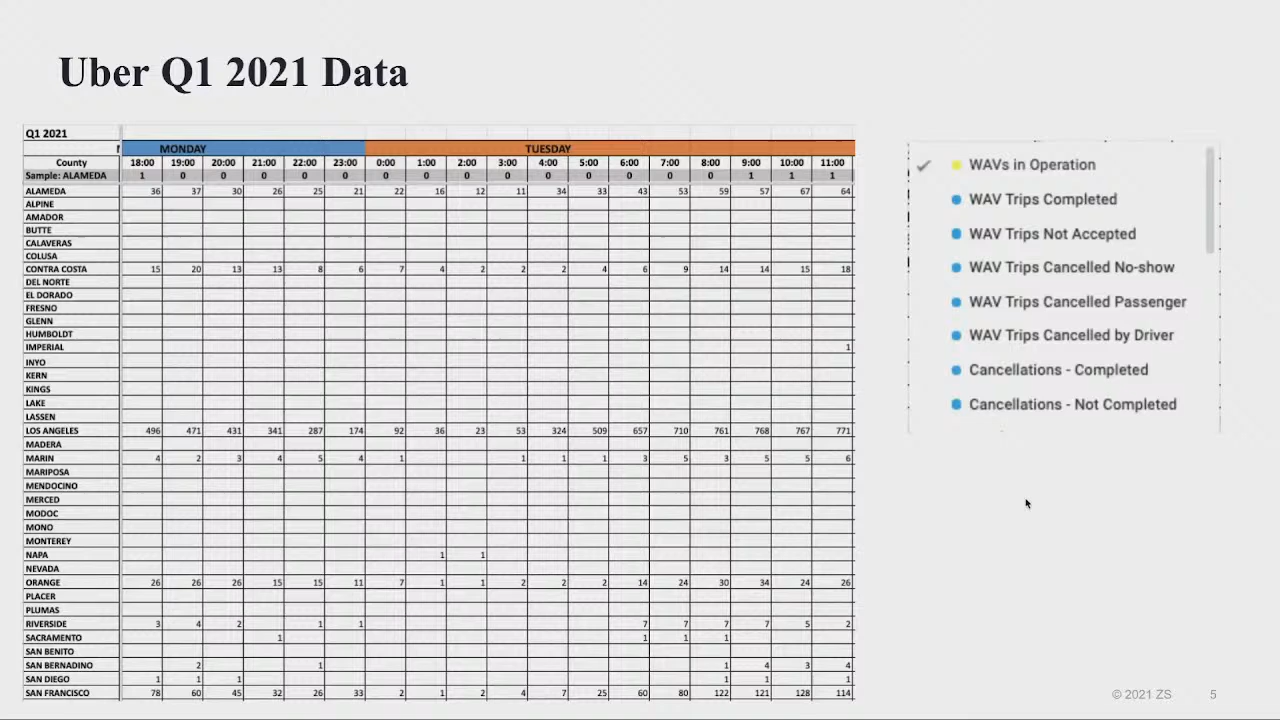 Uber Q1 2021 Data
Q1 2021
MONDAY TUESDAY
County 18:00 19:00 20:00 21:00 22:00 23:00 0:00 1:00 2:00 3:00 4:00 5:00 6:00 7:00 8:00 9:00 10:00 11:00
Sample: ALAMEDA 1 0 0 0 0 0 0 0 0 0 0 0 0 0 0 1 1 1
ALAMEDA 36 37 30 26 25 21 22 16 12 11 34 33 43 53 59 57 67 64
ALPINE
AMADOR
BUTTE
CALAVERAS
COLUSA
CONTRA COSTA 15 20 13 13 8 6 7 4 2 2 2 4 6 9 14 14 15 18
DEL NORTE
EL DORADO
FRESNO
GLENN
HUMBOLDT
IMPERIAL 1
INYO
KERN
KINGS
LAKE
LASSEN
LOS ANGELES 496 471 431 341 287 174 92 36 23 53 324 509 657 710 761 768 767 771
MADERA
MARIN 4 2 3 4 5 4 1 1 1 1 3 5 3 5 5 6
MARIPOSA
MENDOCINO
MERCED
MODOC
MONO
MONTEREY
NAPA 1 1
NEVADA
ORANGE 26 26 26 15 15 11 7 1 1 2 2 2 14 24 30 34 24 26
PLACER
PLUMAS
RIVERSIDE 3 4 2 1 1 7 7 7 7 5 2
SACRAMENTO 1 1 1 1
SAN BENITO
SAN BERNADINO 2 1 1 4 3 4
SAN DIEGO 1 1 1 1 1 1
SAN FRANCISCO 78 60 45 32 26 33 2 1 2 4 7 25 60 80 122 121 128 114
WAVs in Operation
WAV Trips Completed
WAV Trips Not Accepted
WAV Trips Cancelled No-show
WAV Trips Cancelled Passenger
WAV Trips Cancelled by Driver
Cancellations - Completed
Cancellations - Not Completed
© 2021 ZS 5